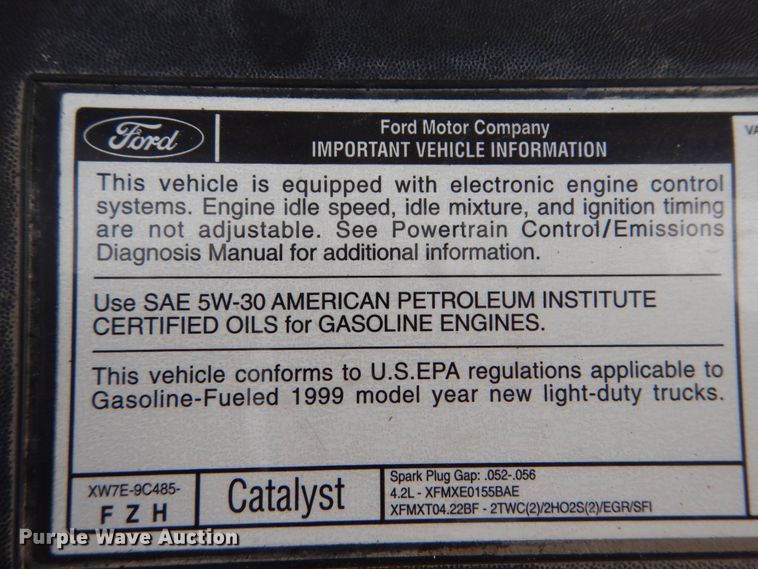 Ford
Ford Motor Company
IMPORTANT VEHICLE INFORMATION
VA
This vehicle is equipped with electronic engine control
systems. Engine idle speed, idle mixture, and ignition timing
are not adjustable. See Powertrain Control/Emissions
Diagnosis Manual for additional information.
Use SAE 5W-30 AMERICAN PETROLEUM INSTITUTE
CERTIFIED OILS for GASOLINE ENGINES.
This vehicle conforms to U.S.EPA regulations applicable to
Gasoline-Fueled 1999 model year new light-duty trucks.
XW7E-9C485-
F Z H
Catalyst
Spark Plug Gap: .052-.056
4.2L - XFMXE0155BAE
XFMXT04.22BF - 2TWC(2)/2HO2S(2)/EGR/SFI
Purple Wave Auction